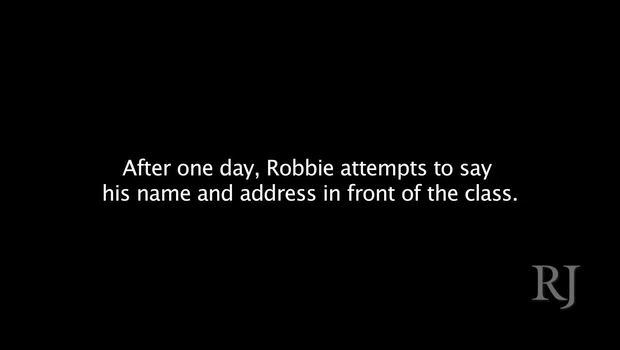 After one day, Robbie attempts to say
his name and address in front of the class.
RJ